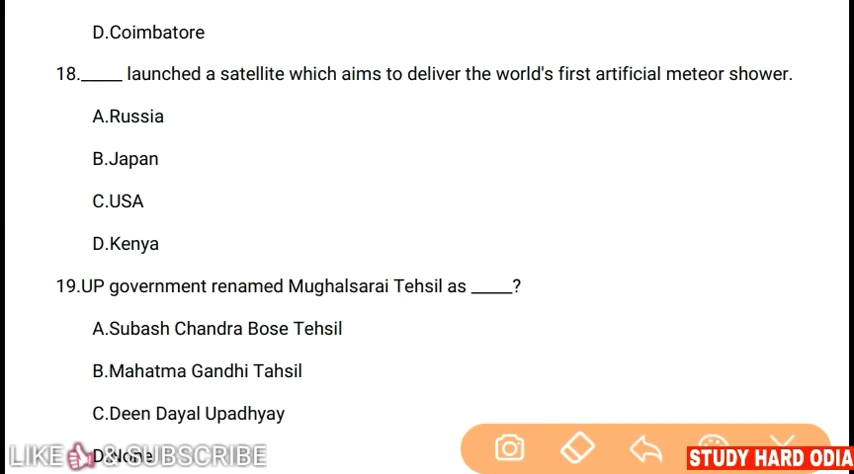 D.Coimbatore
18._____ launched a satellite which aims to deliver the world's first artificial meteor shower.
A.Russia
B.Japan
C.USA
D.Kenya
19.UP government renamed Mughalsarai Tehsil as _____?
A.Subash Chandra Bose Tehsil
B.Mahatma Gandhi Tahsil
C.Deen Dayal Upadhyay
D.None
LIKE & SUBSCRIBE
STUDY HARD ODIA